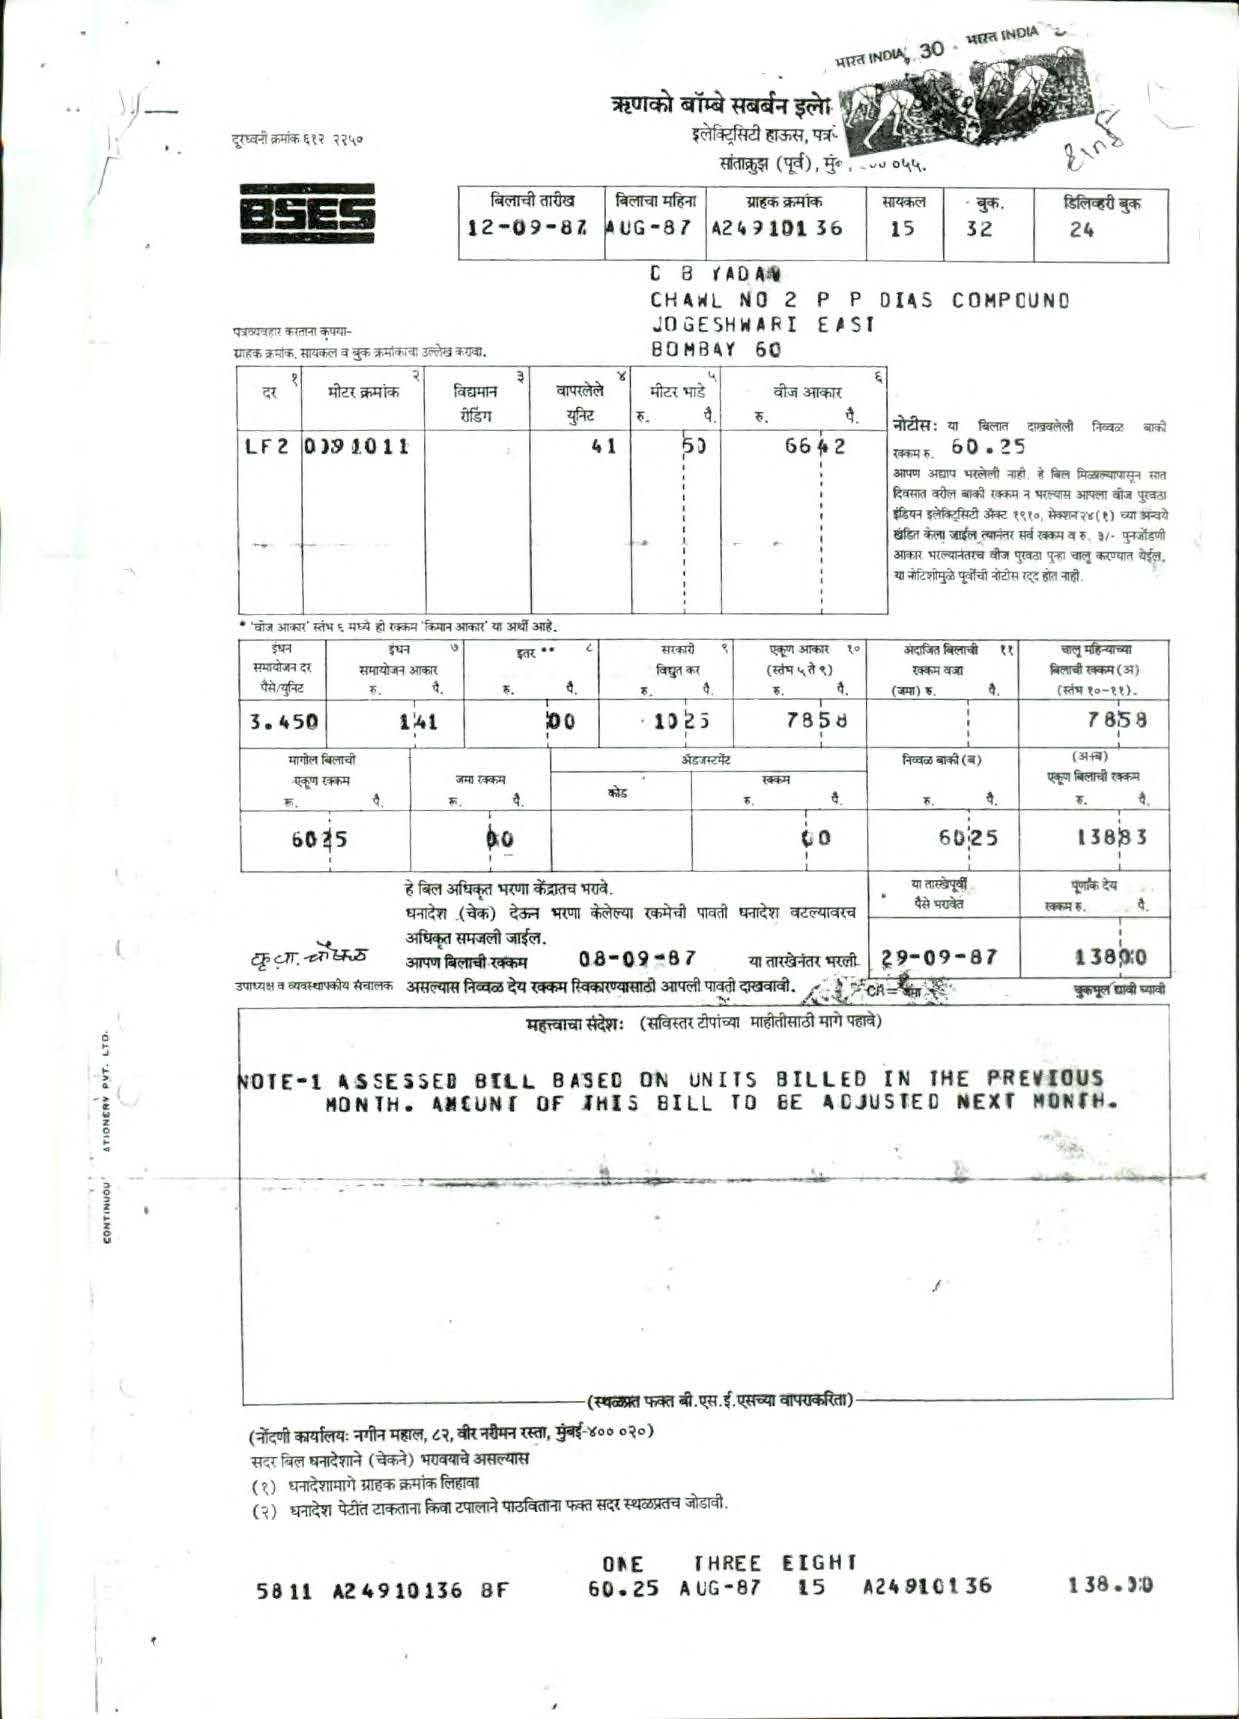 भारत INDIA 30 भारत INDIA
ऋणको बॉम्बे सबर्बन इले
दूरध्वनी क्रमांक ६१२ २२५०
इलेक्ट्रिसिटी हाऊस,
सांताक्रुझ (पूर्व), ०५५.
BSES
बिलाची तारीख बिलाचा महिना ग्राहक क्रमांक सायकल बुक. डिलिव्हरी बुक
12-09-87 AUG-87 A24910136 15 32 24
C B YADAV
CHAWL NO 2 P P DIAS COMPOUND
JOGESHWARI EAST
BOMBAY 60
पत्रव्यवहार करताना कृपया-
ग्राहक क्रमांक, सायकल व बुक क्रमांकाचा उल्लेख करावा.
१ २ ३ ४ ५ ६
दर मीटर क्रमांक विद्यमान रीडिंग वापरलेले युनिट मीटर भाडे रु. पै. वीज आकार रु. पै.
LF2 0091011 41 50 66 42
नोटीस: या बिलात दाखवलेली निव्वळ बाकी
रक्कम रु. 60.25
आपण अद्याप भरलेली नाही. हे बिल मिळाल्यापासून सात
दिवसात वरील बाकी रक्कम न भरल्यास आपला वीज पुरवठा
इंडियन इलेक्ट्रिसिटी ॲक्ट १९१०, सेक्शन २४(१) च्या अन्वये
खंडित केला जाईल त्यानंतर सर्व रक्कम व रु. ३/- पुनर्जोडणी
आकार भरल्यानंतरच वीज पुरवठा पुन्हा चालू करण्यात येईल.
या नोटिशीमुळे पूर्वीची नोटीस रद्द होत नाही.
* 'वीज आकार' स्तंभ ६ मध्ये ही रक्कम 'किमान आकार' या अर्थी आहे.
इंधन समायोजन दर पैसे/युनिट इंधन ७ समायोजन आकार रु. पै. इतर ** ८ रु. पै. सरकारी ९ विद्युत कर रु. पै. एकूण आकार १० (स्तंभ ५ ते ९) रु. पै. अंदाजित बिलाची ११ रक्कम वजा (जमा) रु. पै. चालू महिन्याच्या बिलाची रक्कम (अ) (स्तंभ १०-११).
3.450 1 41 00 10 25 78 58 78 58
मागील बिलाची एकूण रक्कम रू. पै. जमा रक्कम रू. पै. ॲडजस्टमेंट कोड रक्कम रु. पै. निव्वळ बाकी (ब) रु. पै. (अ+ब) एकूण बिलाची रक्कम रु. पै.
60 25 00 00 60 25 138 83
हे बिल अधिकृत भरणा केंद्रातच भरावे.
धनादेश (चेक) देऊन भरणा केलेल्या रकमेची पावती धनादेश वटल्यावरच
अधिकृत समजली जाईल.
या तारखेपूर्वी पैसे भरावेत पूर्णांक देय रक्कम रु. पै.
आपण बिलाची रक्कम 08-09-87 या तारखेनंतर भरली 29-09-87 138 00
उपाध्यक्ष व व्यवस्थापकीय संचालक असल्यास निव्वळ देय रक्कम स्विकारण्यासाठी आपली पावती दाखवावी. CR= जमा चुकभूल द्यावी घ्यावी
महत्त्वाचा संदेश: (सविस्तर टीपांच्या माहीतीसाठी मागे पहावे)
NOTE-1 ASSESSED BILL BASED ON UNITS BILLED IN THE PREVIOUS
MONTH. AMOUNT OF THIS BILL TO BE ADJUSTED NEXT MONTH.
ATIONERY PVT. LTD.
CONTINUOU
(स्थळप्रत फक्त बी.एस.ई.एसच्या वापराकरिता)
(नोंदणी कार्यालय: नगीन महाल, ८२, वीर नरीमन रस्ता, मुंबई-४०० ०२०)
सदर बिल धनादेशाने (चेकने) भरावयाचे असल्यास
(१) धनादेशामागे ग्राहक क्रमांक लिहावा
(२) धनादेश पेटीत टाकताना किंवा टपालाने पाठविताना फक्त सदर स्थळप्रतच जोडावी.
ONE THREE EIGHT
5811 A24910136 8F 60.25 AUG-87 15 A24910136 138.00